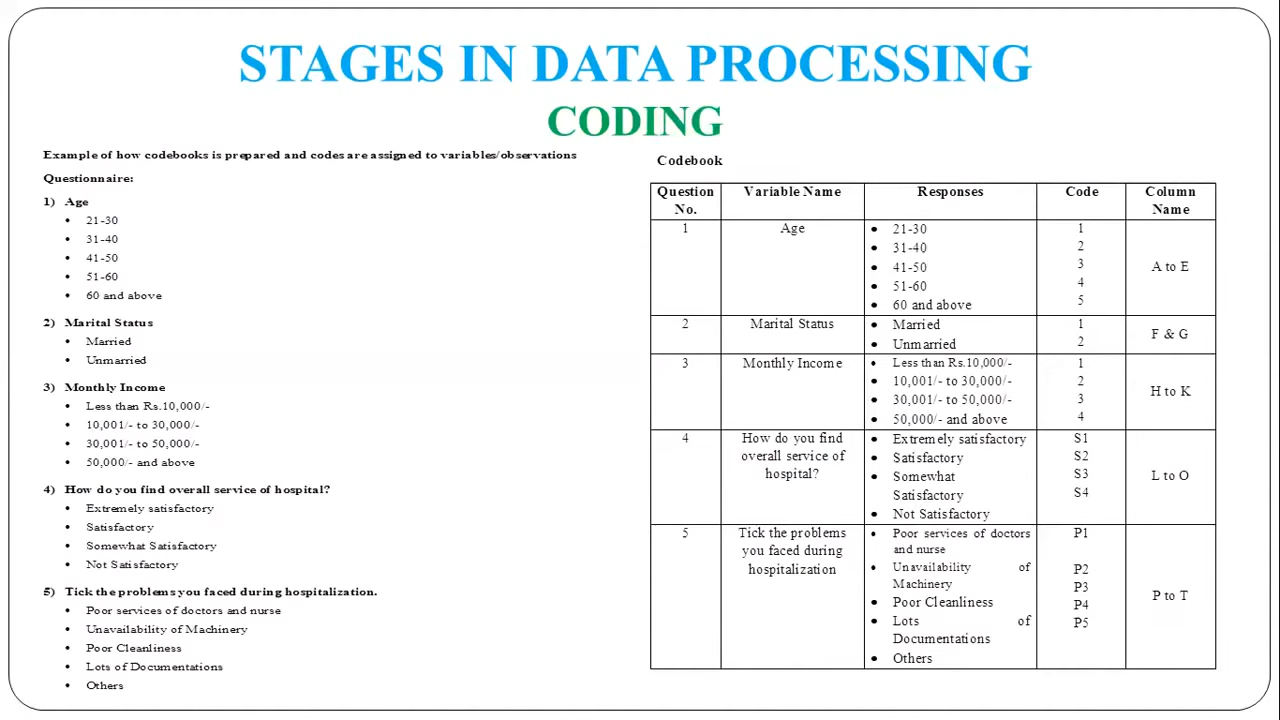 STAGES IN DATA PROCESSING
CODING
Example of how codebooks is prepared and codes are assigned to variables/observations
Questionnaire:
1) Age
• 21-30
• 31-40
• 41-50
• 51-60
• 60 and above
2) Marital Status
• Married
• Unmarried
3) Monthly Income
• Less than Rs.10,000/-
• 10,001/- to 30,000/-
• 30,001/- to 50,000/-
• 50,000/- and above
4) How do you find overall service of hospital?
• Extremely satisfactory
• Satisfactory
• Somewhat Satisfactory
• Not Satisfactory
5) Tick the problems you faced during hospitalization.
• Poor services of doctors and nurse
• Unavailability of Machinery
• Poor Cleanliness
• Lots of Documentations
• Others
Codebook
Question Variable Name Responses Code Column
No. Name
1 Age • 21-30 1
• 31-40 2
• 41-50 3 A to E
• 51-60 4
• 60 and above 5
2 Marital Status • Married 1 F & G
• Unmarried 2
3 Monthly Income • Less than Rs.10,000/- 1
• 10,001/- to 30,000/- 2 H to K
• 30,001/- to 50,000/- 3
• 50,000/- and above 4
4 How do you find • Extremely satisfactory S1
overall service of • Satisfactory S2
hospital? • Somewhat S3 L to O
Satisfactory S4
• Not Satisfactory
5 Tick the problems • Poor services of doctors P1
you faced during and nurse
hospitalization • Unavailability of P2
Machinery P3 P to T
• Poor Cleanliness P4
• Lots of P5
Documentations
• Others